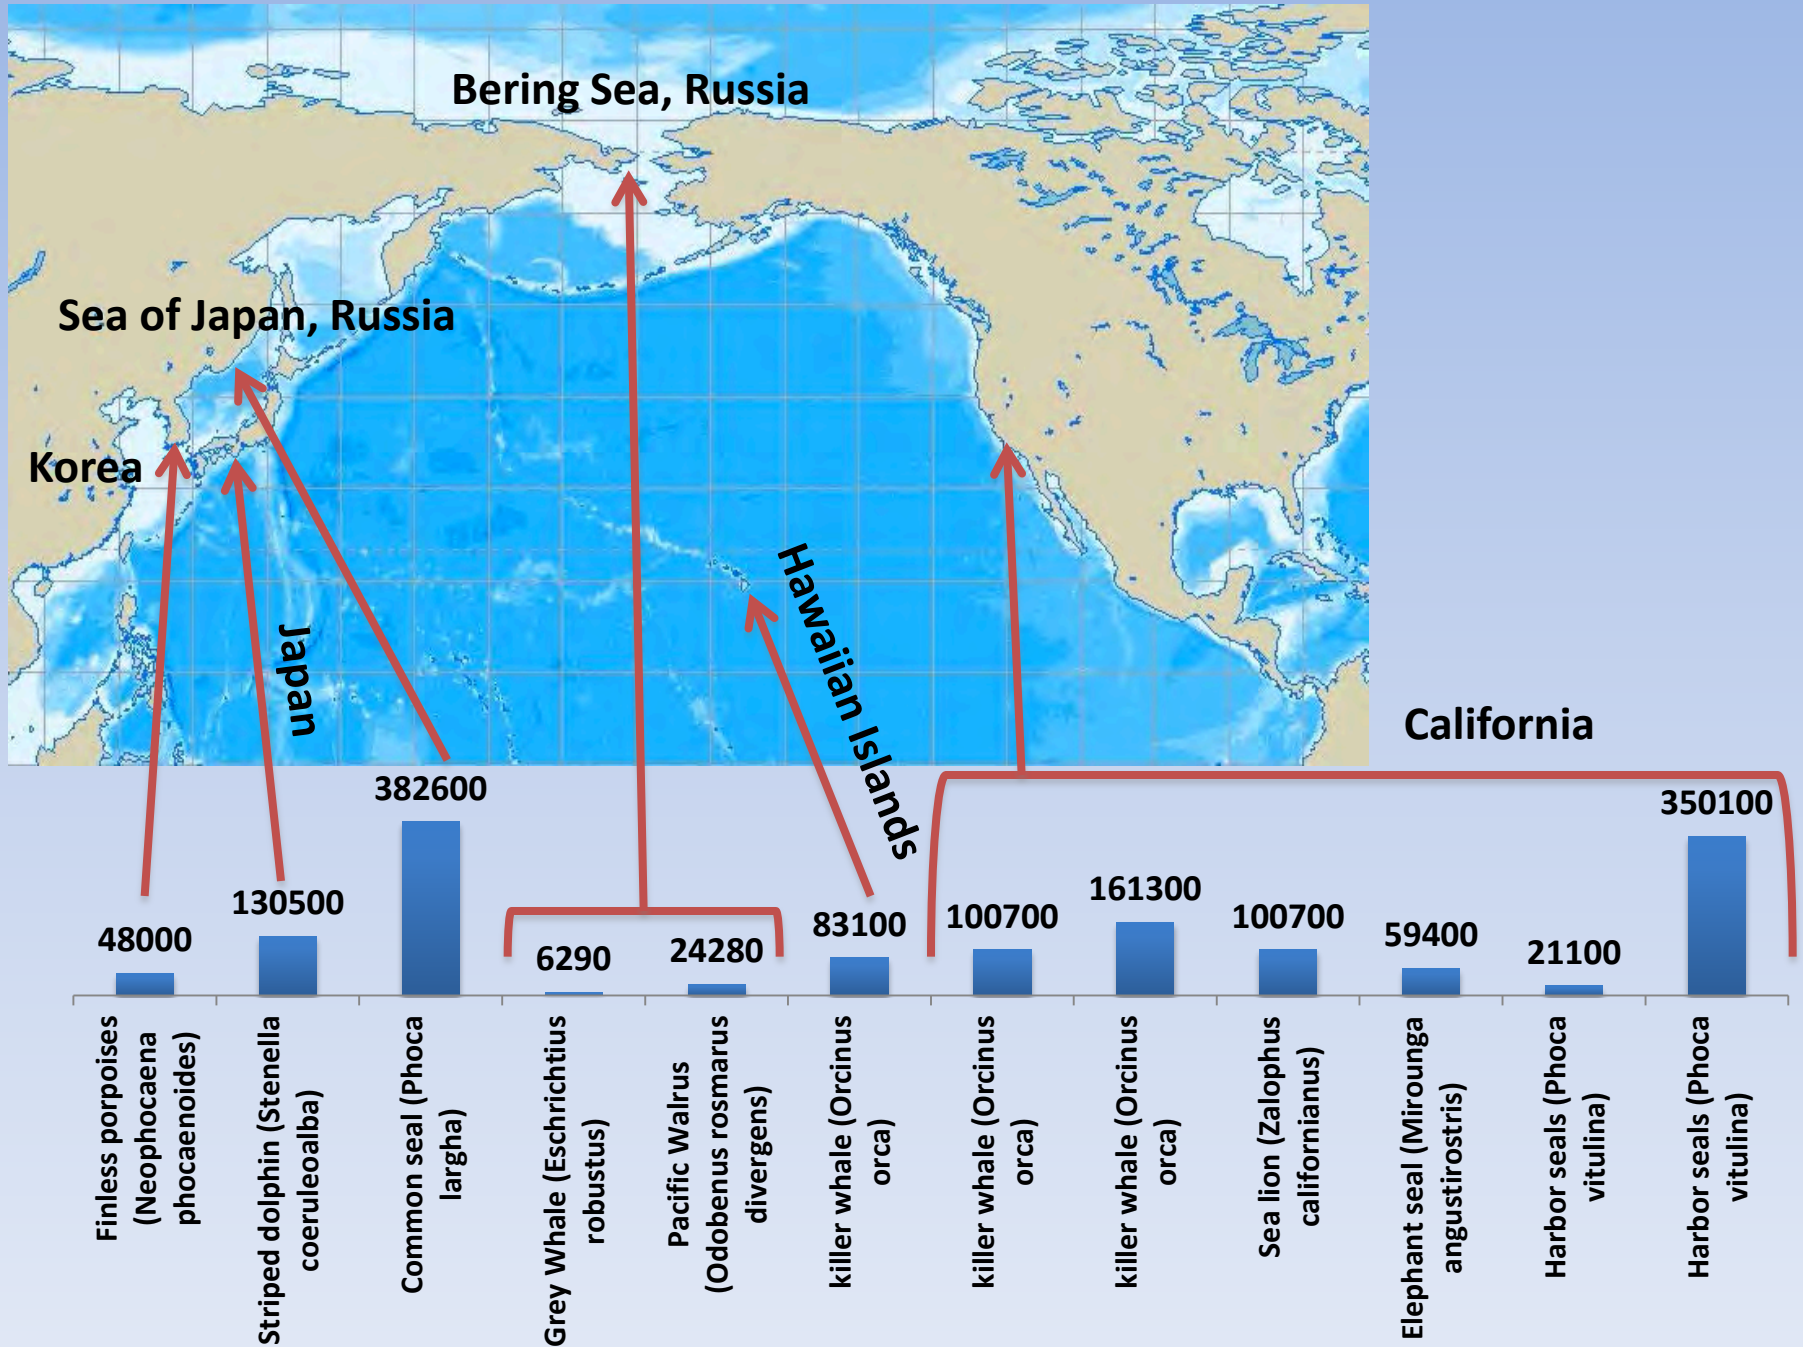 Bering Sea, Russia
Sea of Japan, Russia
Korea
Japan
Hawaiian Islands
California
48000
130500
382600
6290
24280
83100
100700
161300
100700
59400
21100
350100
Finless porpoises
(Neophocaena
phocaenoides)
Striped dolphin (Stenella
coeruleoalba)
Common seal (Phoca
largha)
Grey Whale (Eschrichtius
robustus)
Pacific Walrus
(Odobenus rosmarus
divergens)
killer whale (Orcinus
orca)
killer whale (Orcinus
orca)
killer whale (Orcinus
orca)
Sea lion (Zalophus
californianus)
Elephant seal (Mirounga
angustirostris)
Harbor seals (Phoca
vitulina)
Harbor seals (Phoca
vitulina)